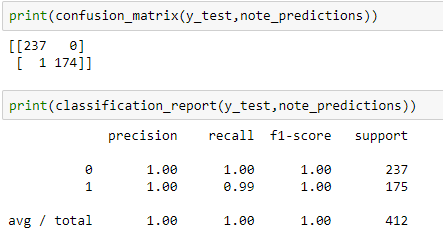 print(confusion_matrix(y_test,note_predictions))
[[237   0]
 [  1 174]]
print(classification_report(y_test,note_predictions))
             precision    recall  f1-score   support
          0       1.00      1.00      1.00       237
          1       1.00      0.99      1.00       175
avg / total       1.00      1.00      1.00       412